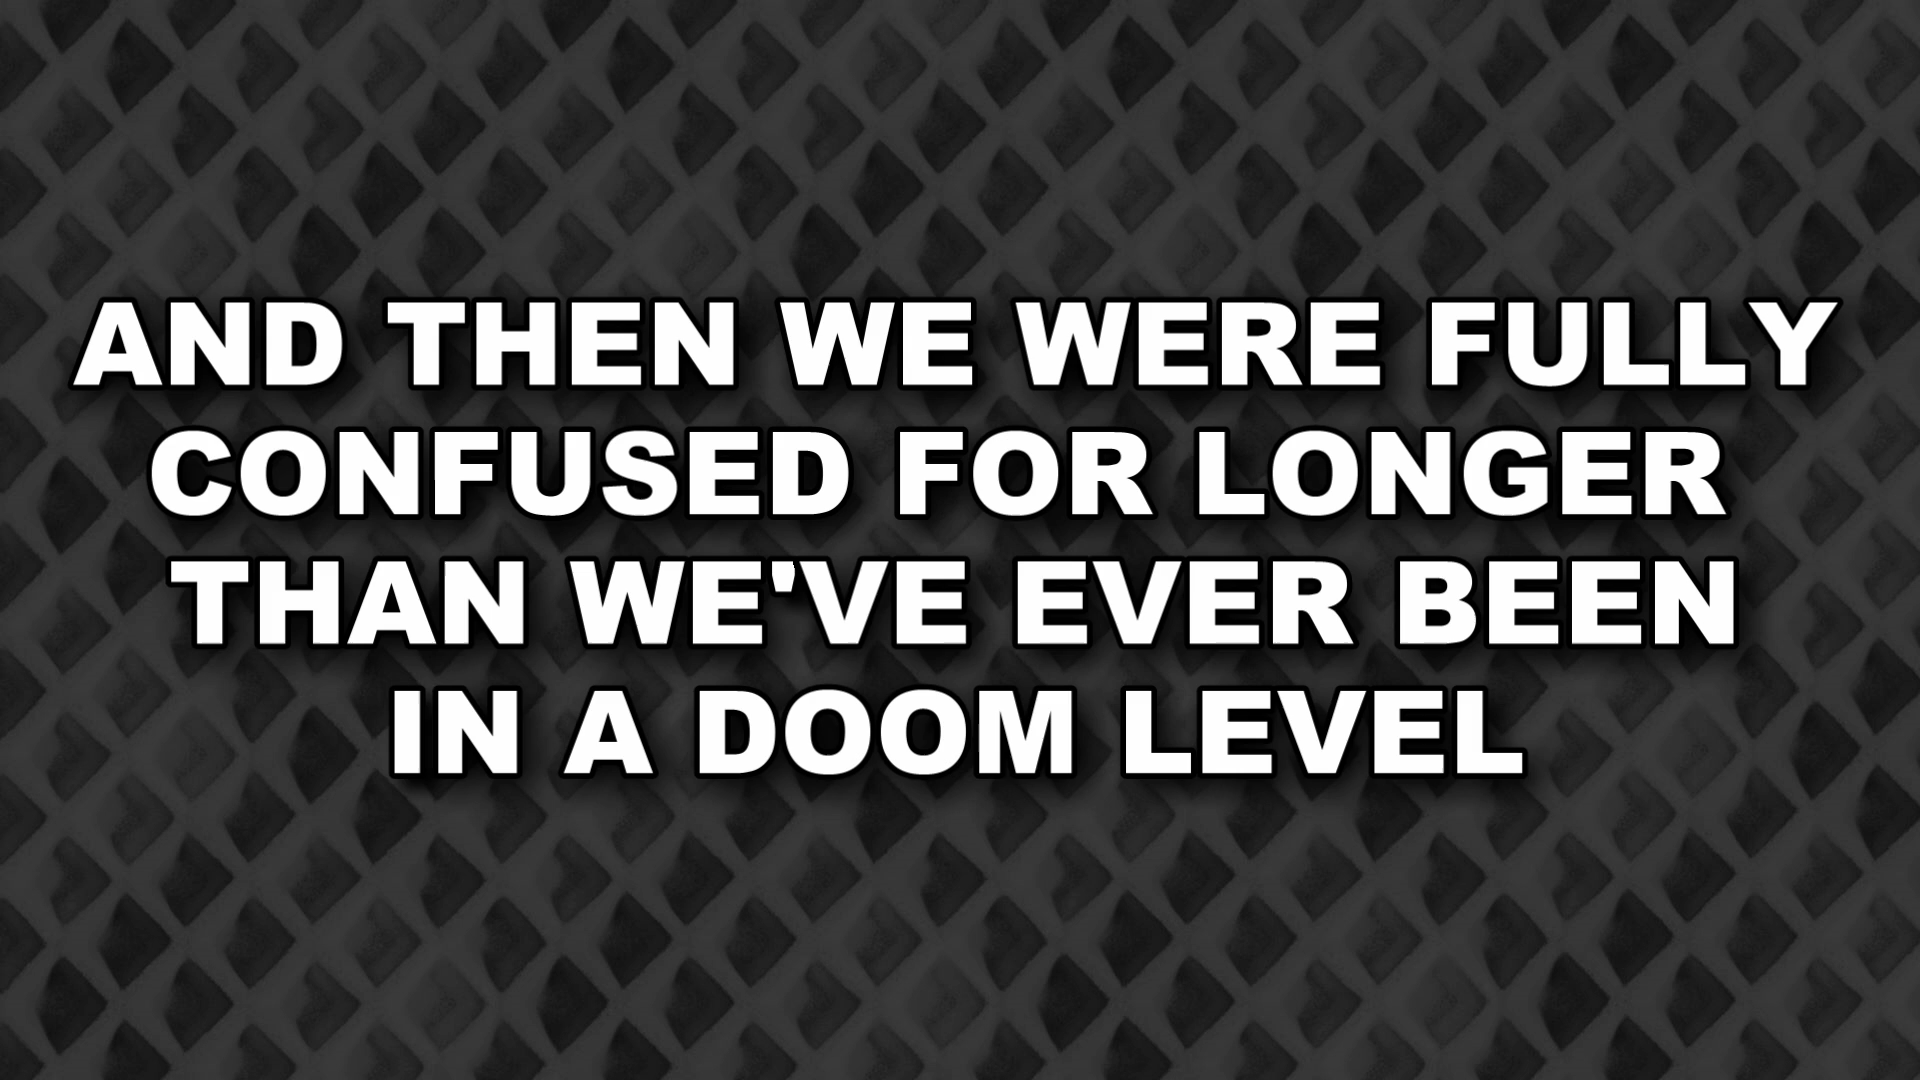 AND THEN WE WERE FULLY
CONFUSED FOR LONGER
THAN WE'VE EVER BEEN
IN A DOOM LEVEL